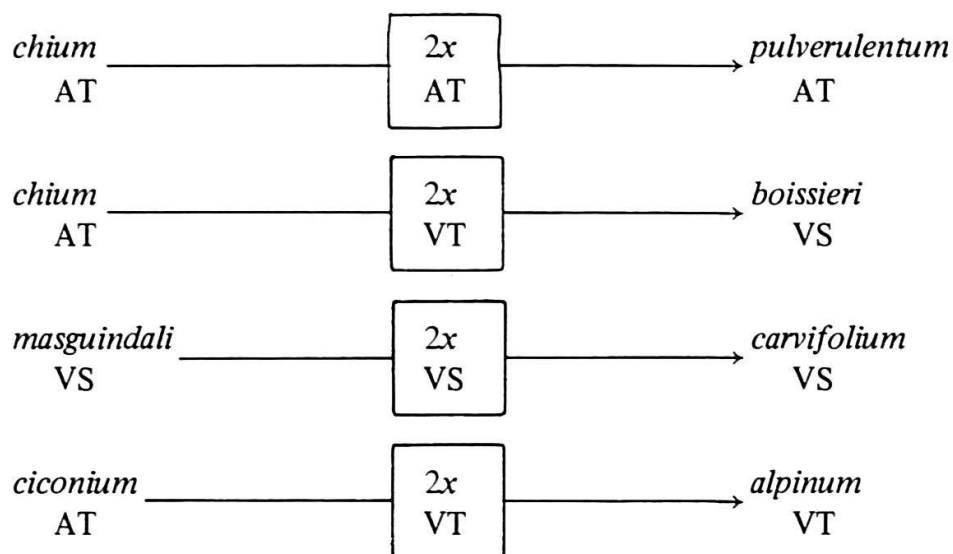 chium 2x pulverulentum
AT AT AT
chium 2x boissieri
AT VT VS
masguindali 2x carvifolium
VS VS VS
ciconium 2x alpinum
AT VT VT